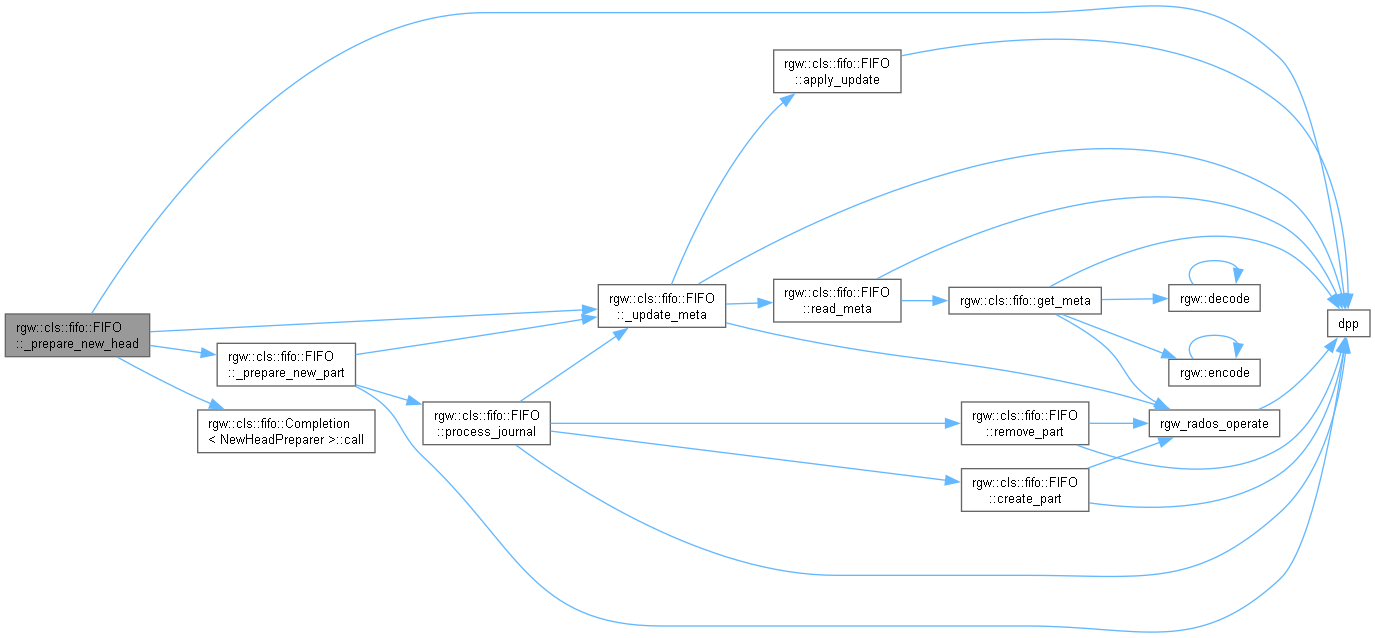 rgw::cls::fifo::FIFO
::_prepare_new_head
rgw::cls::fifo::FIFO
::_prepare_new_part
rgw::cls::fifo::Completion
< NewHeadPreparer >::call
rgw::cls::fifo::FIFO
::process_journal
rgw::cls::fifo::FIFO
::_update_meta
rgw::cls::fifo::FIFO
::apply_update
rgw::cls::fifo::FIFO
::read_meta
rgw::cls::fifo::get_meta
rgw::cls::fifo::FIFO
::remove_part
rgw::cls::fifo::FIFO
::create_part
rgw::decode
rgw::encode
rgw_rados_operate
dpp